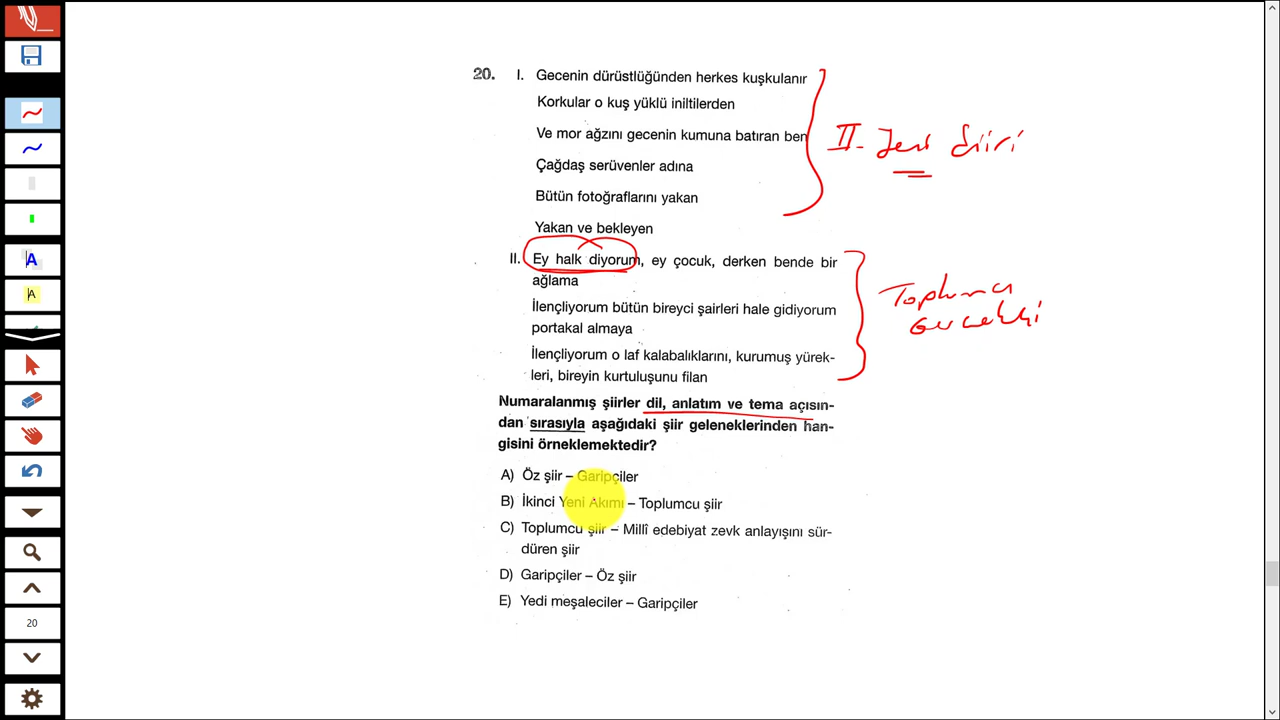 20. I. Gecenin dürüstlüğünden herkes kuşkulanır
Korkular o kuş yüklü iniltilerden
Ve mor ağzını gecenin kumuna batıran ben
Çağdaş serüvenler adına
Bütün fotoğraflarını yakan
Yakan ve bekleyen
II. Yeni Şiiri
II. Ey halk diyorum, ey çocuk, derken bende bir
ağlama
İlençliyorum bütün bireyci şairleri hale gidiyorum
portakal almaya
İlençliyorum o laf kalabalıklarını, kurumuş yürek-
leri, bireyin kurtuluşunu filan
Toplumcu
Gerçekçi
Numaralanmış şiirler dil, anlatım ve tema açısın-
dan sırasıyla aşağıdaki şiir geleneklerinden han-
gisini örneklemektedir?
A) Öz şiir – Garipçiler
B) İkinci Yeni Akımı – Toplumcu şiir
C) Toplumcu şiir – Millî edebiyat zevk anlayışını sür-
düren şiir
D) Garipçiler – Öz şiir
E) Yedi meşaleciler – Garipçiler
A
A
20